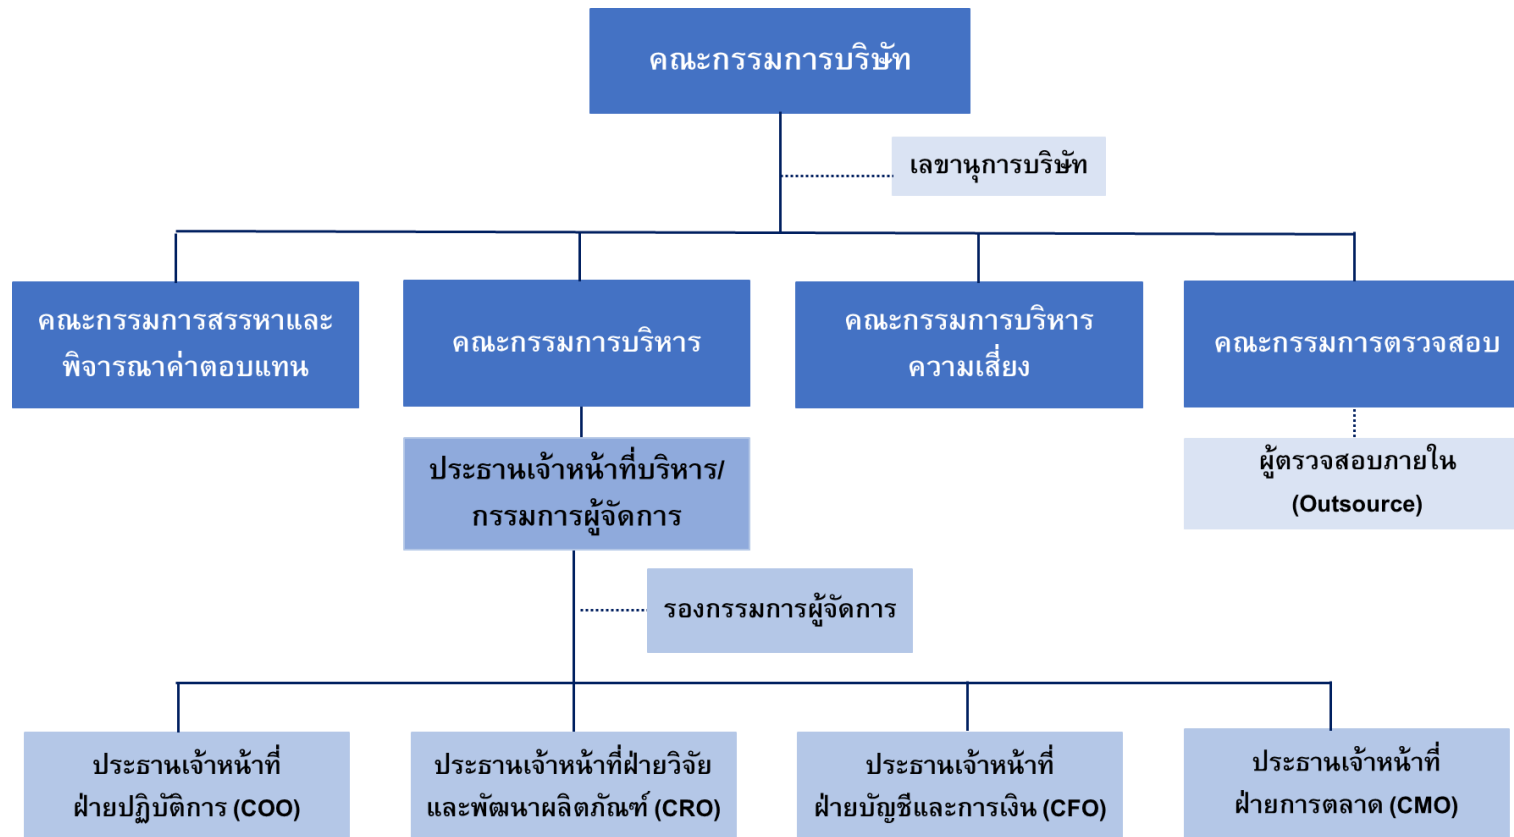 คณะกรรมการบริษัท
เลขานุการบริษัท
คณะกรรมการสรรหาและ
พิจารณาค่าตอบแทน
คณะกรรมการบริหาร
คณะกรรมการบริหาร
ความเสี่ยง
คณะกรรมการตรวจสอบ
ประธานเจ้าหน้าที่บริหาร/
กรรมการผู้จัดการ
ผู้ตรวจสอบภายใน
(Outsource)
รองกรรมการผู้จัดการ
ประธานเจ้าหน้าที่
ฝ่ายปฏิบัติการ (COO)
ประธานเจ้าหน้าที่ฝ่ายวิจัย
และพัฒนาผลิตภัณฑ์ (CRO)
ประธานเจ้าหน้าที่
ฝ่ายบัญชีและการเงิน (CFO)
ประธานเจ้าหน้าที่
ฝ่ายการตลาด (CMO)